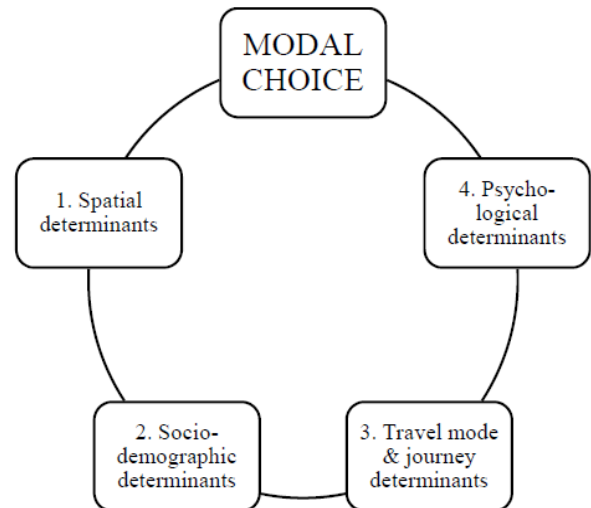 MODAL
CHOICE
1. Spatial
determinants
4. Psycho-
logical
determinants
2. Socio-
demographic
determinants
3. Travel mode
& journey
determinants